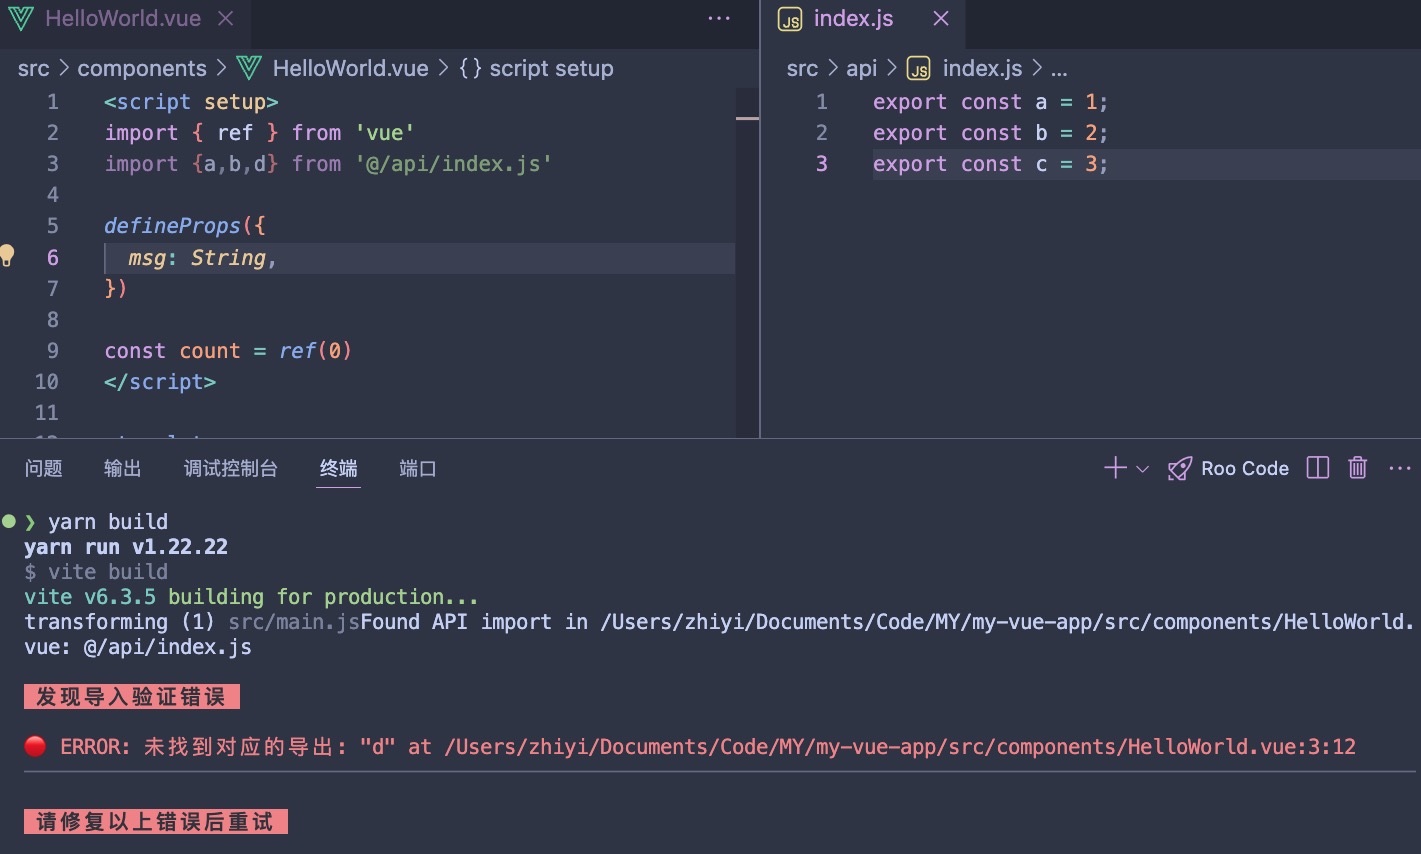 HelloWorld.vue
src > components > HelloWorld.vue > {} script setup
1 <script setup>
2 import { ref } from 'vue'
3 import {a,b,d} from '@/api/index.js'
4
5 defineProps({
6 msg: String,
7 })
8
9 const count = ref(0)
10 </script>
11
JS index.js
src > api > JS index.js > ...
1 export const a = 1;
2 export const b = 2;
3 export const c = 3;
问题 输出 调试控制台 终端 端口
Roo Code
❯ yarn build
yarn run v1.22.22
$ vite build
vite v6.3.5 building for production...
transforming (1) src/main.jsFound API import in /Users/zhiyi/Documents/Code/MY/my-vue-app/src/components/HelloWorld.
vue: @/api/index.js
发现导入验证错误
ERROR: 未找到对应的导出: "d" at /Users/zhiyi/Documents/Code/MY/my-vue-app/src/components/HelloWorld.vue:3:12
请修复以上错误后重试